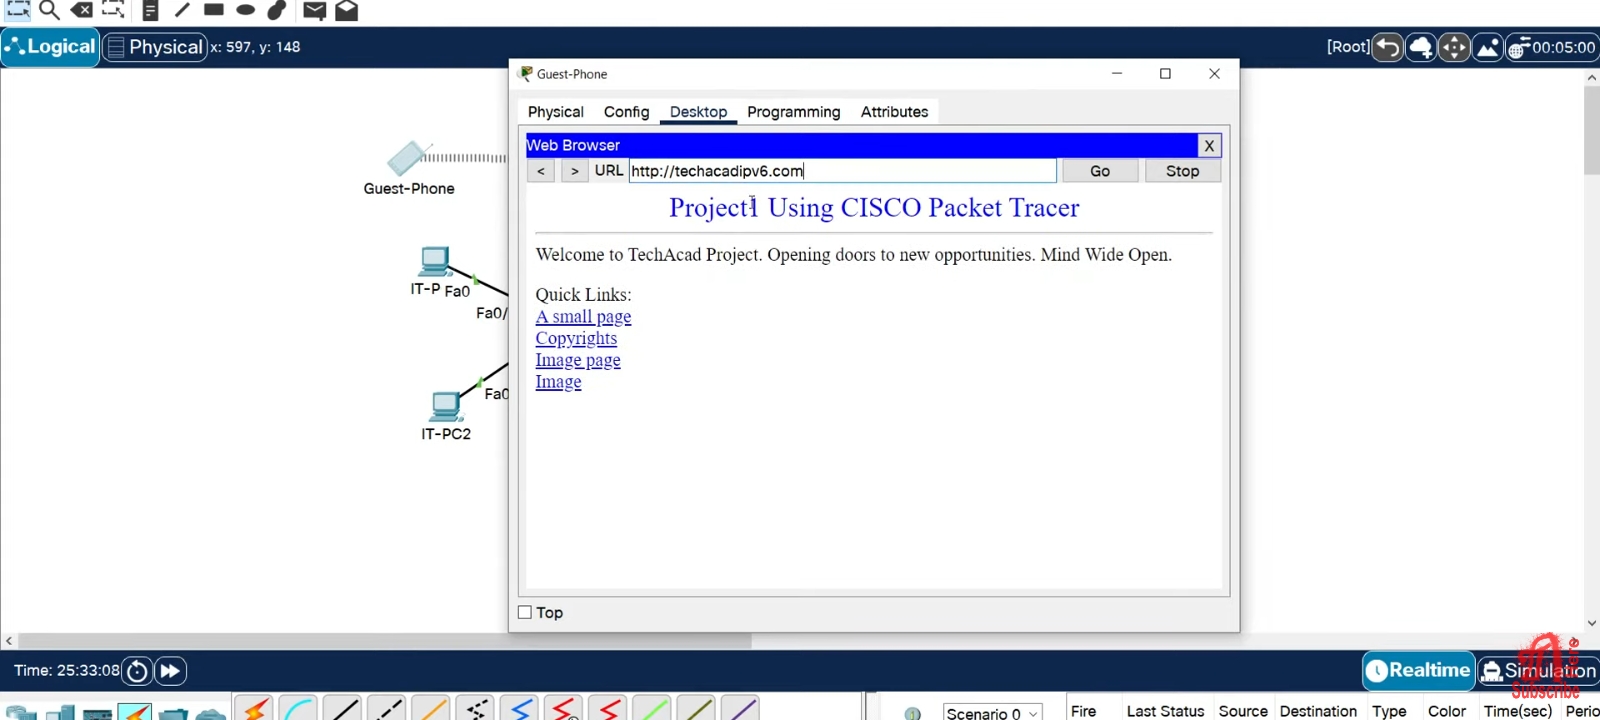 Logical
Physical x: 597, y: 148
[Root]
00:05:00
Guest-Phone
Physical Config Desktop Programming Attributes
Web Browser
X
< > URL http://techacadipv6.com Go Stop
Project1 Using CISCO Packet Tracer
Welcome to TechAcad Project. Opening doors to new opportunities. Mind Wide Open.
Quick Links:
A small page
Copyrights
Image page
Image
Top
Guest-Phone
IT-P Fa0
Fa0/
Fa0
IT-PC2
Time: 25:33:08
Realtime
Simulation
Subscribe
Here
Scenario 0
Fire Last Status Source Destination Type Color Time(sec) Perio